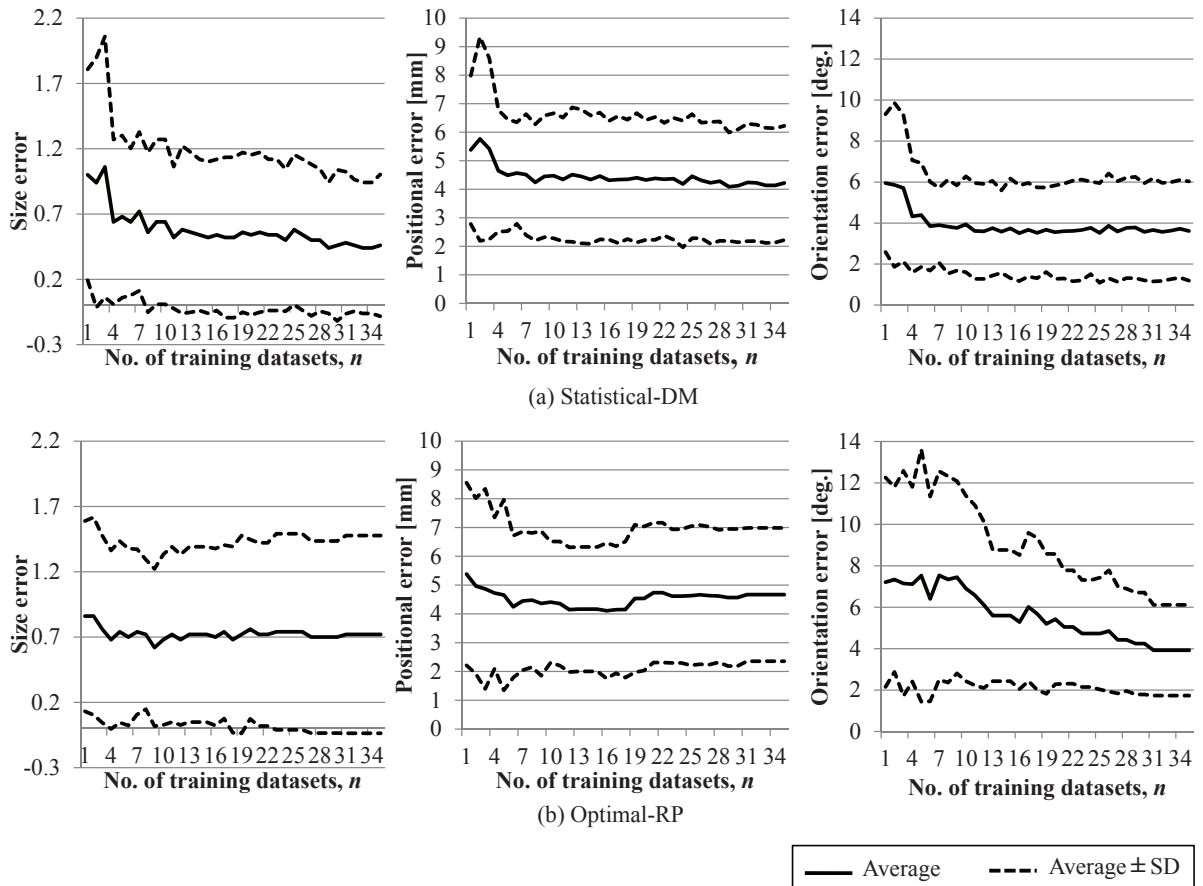 2.2
1.7
1.2
0.7
0.2
-0.3
Size error
1 4 7 10 13 16 19 22 25 28 31 34
No. of training datasets, n
10
9
8
7
6
5
4
3
2
1
0
Positional error [mm]
1 4 7 10 13 16 19 22 25 28 31 34
No. of training datasets, n
14
12
10
8
6
4
2
0
Orientation error [deg.]
1 4 7 10 13 16 19 22 25 28 31 34
No. of training datasets, n
(a) Statistical-DM
2.2
1.7
1.2
0.7
0.2
-0.3
Size error
1 4 7 10 13 16 19 22 25 28 31 34
No. of training datasets, n
10
9
8
7
6
5
4
3
2
1
0
Positional error [mm]
1 4 7 10 13 16 19 22 25 28 31 34
No. of training datasets, n
14
12
10
8
6
4
2
0
Orientation error [deg.]
1 4 7 10 13 16 19 22 25 28 31 34
No. of training datasets, n
(b) Optimal-RP
Average
Average ± SD